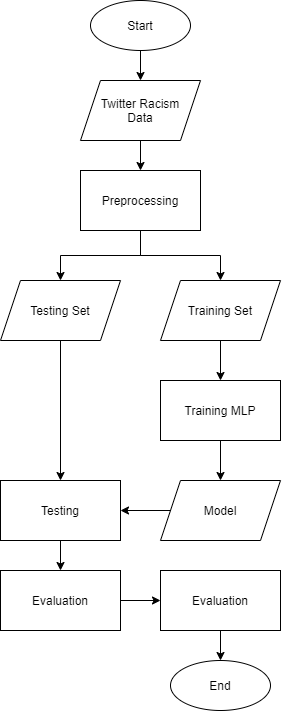 Start
Twitter Racism
Data
Preprocessing
Testing Set
Training Set
Training MLP
Testing
Model
Evaluation
Evaluation
End